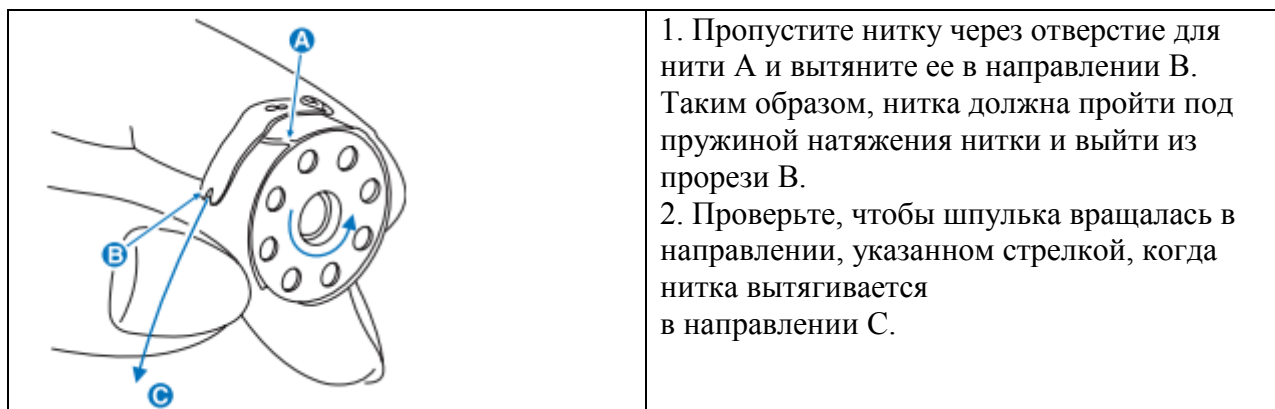 A
B
C
1. Пропустите нитку через отверстие для
нити А и вытяните ее в направлении В.
Таким образом, нитка должна пройти под
пружиной натяжения нитки и выйти из
прорези В.
2. Проверьте, чтобы шпулька вращалась в
направлении, указанном стрелкой, когда
нитка вытягивается
в направлении С.